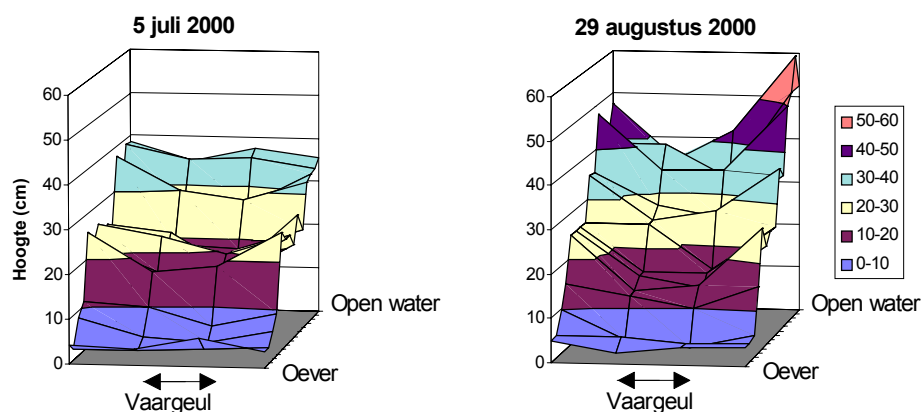 5 juli 2000
Hoogte (cm)
60
50
40
30
20
10
0
Open water
Oever
Vaargeul
29 augustus 2000
60
50
40
30
20
10
0
Open water
Oever
Vaargeul
50-60
40-50
30-40
20-30
10-20
0-10